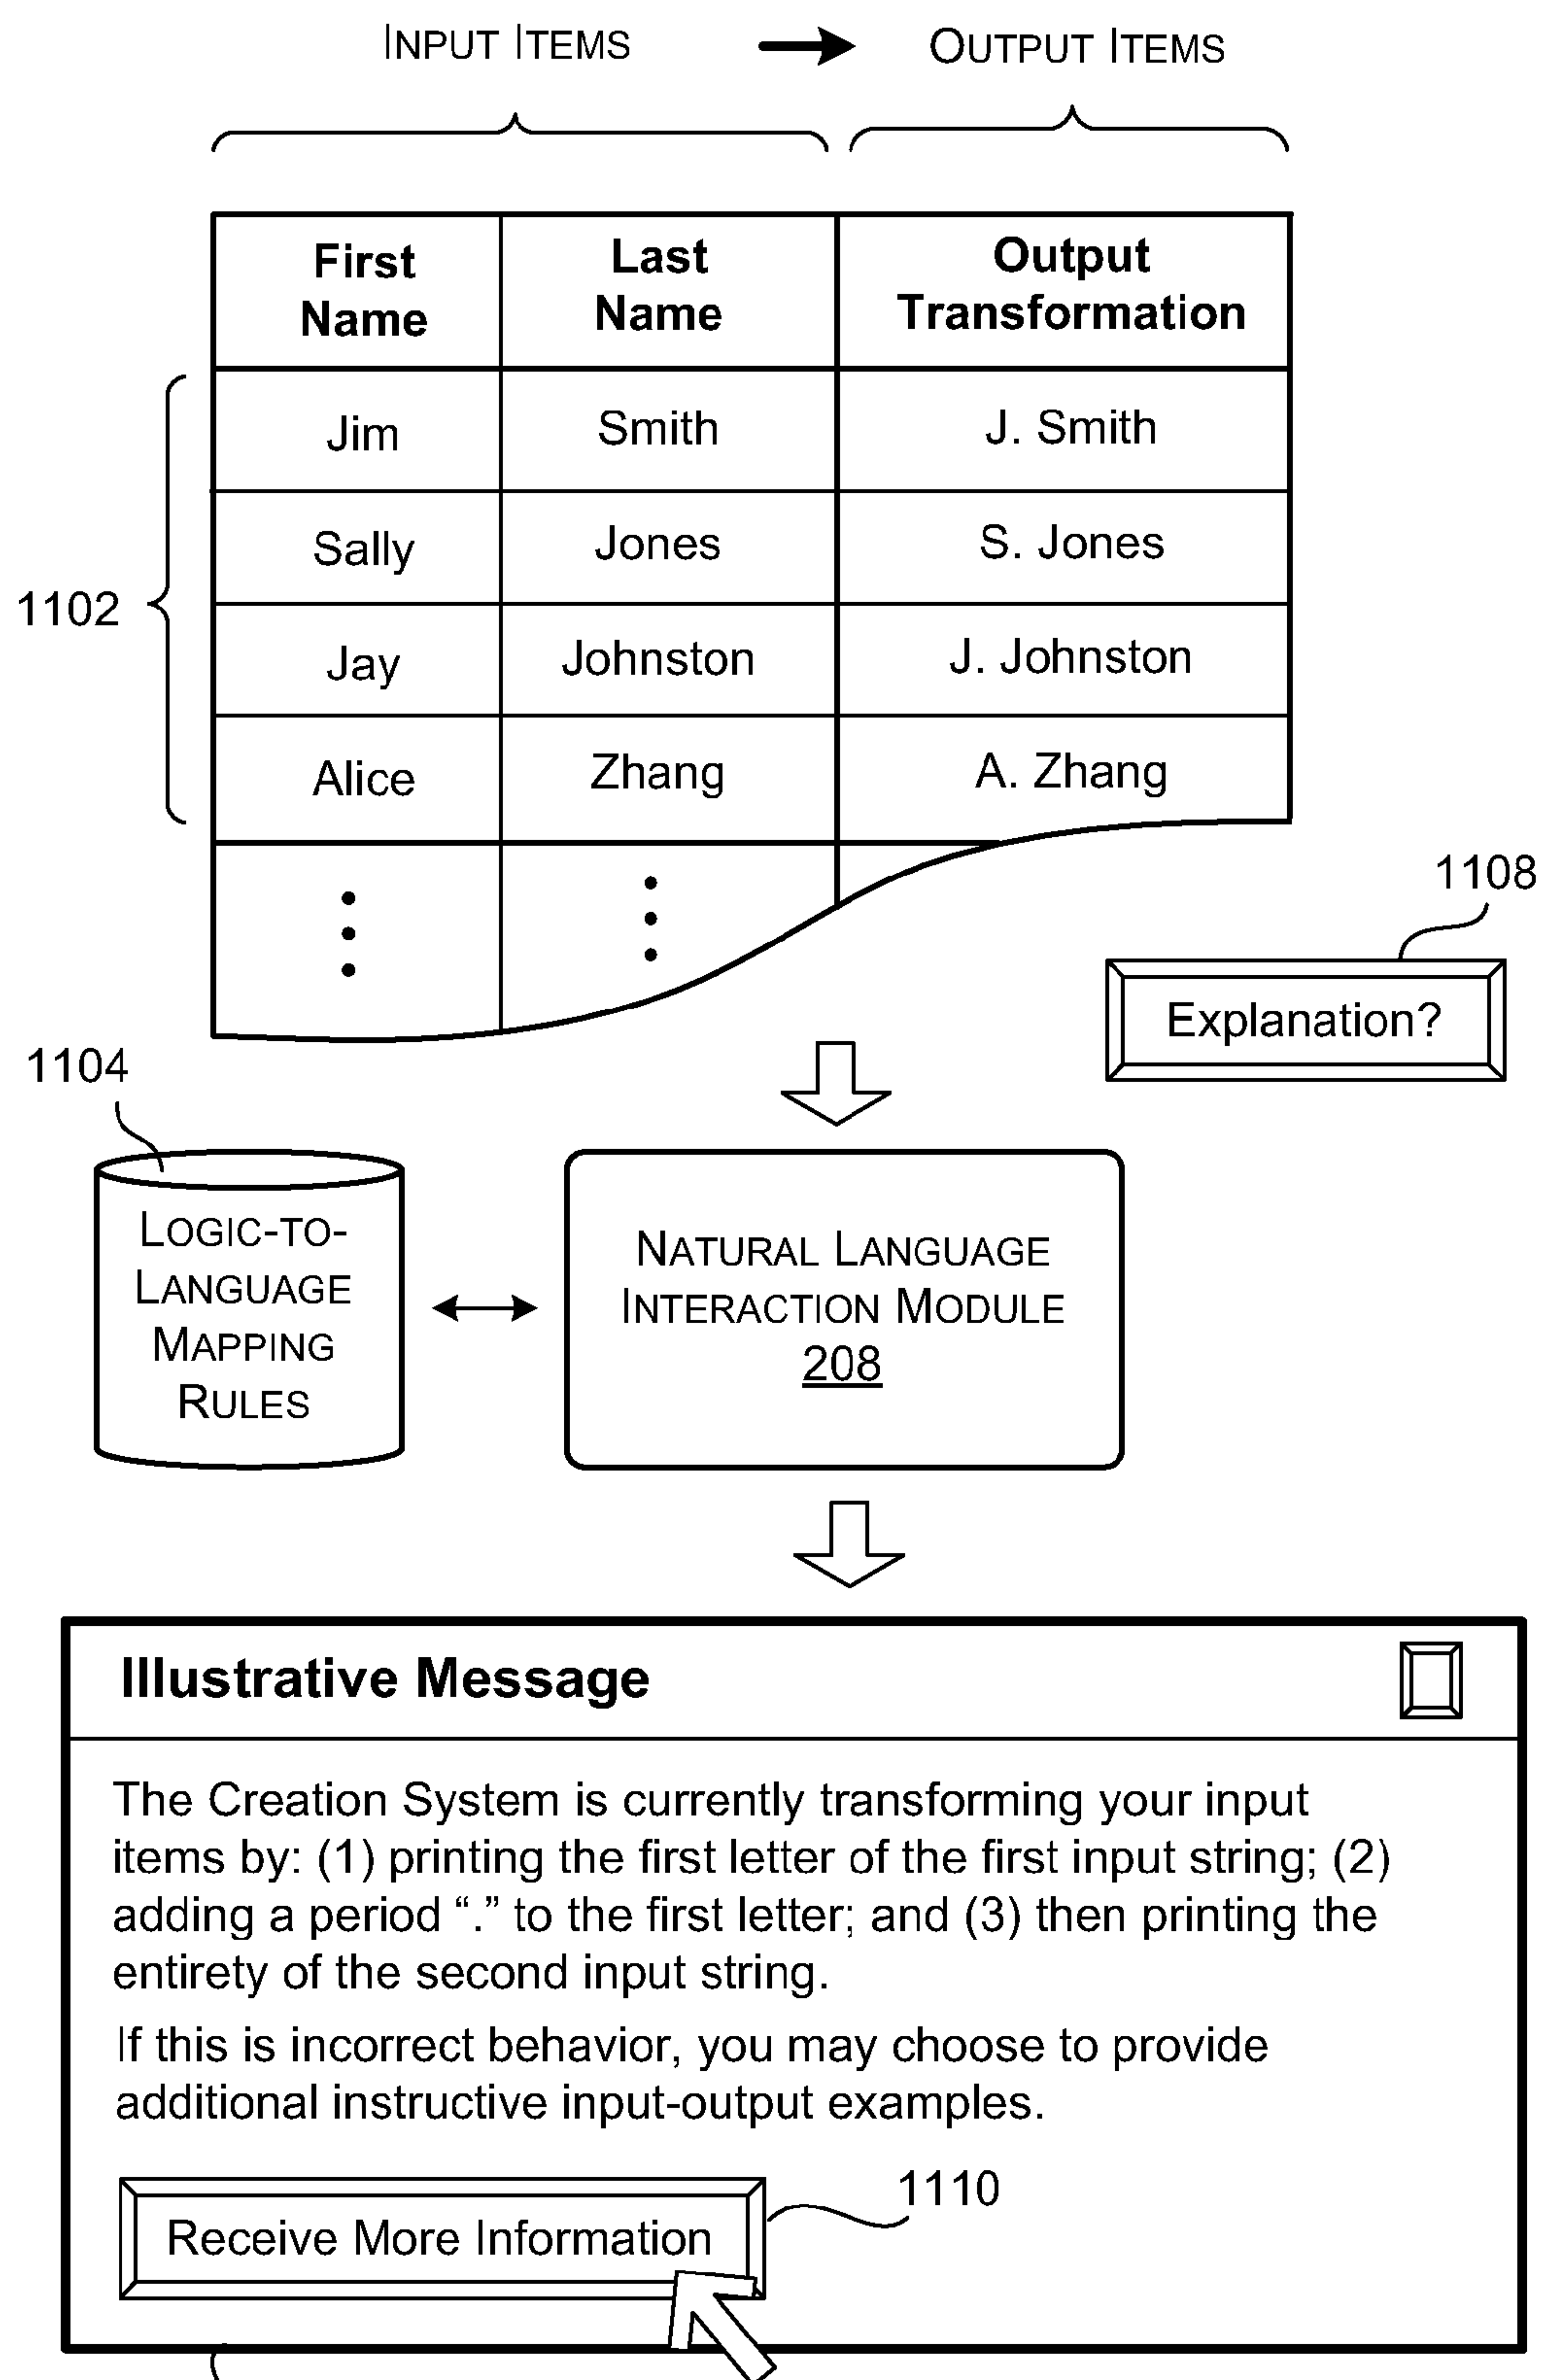 INPUT ITEMS → OUTPUT ITEMS
First Name Last Name Output Transformation
Jim Smith J. Smith
Sally Jones S. Jones
1102
Jay Johnston J. Johnston
Alice Zhang A. Zhang
1108
Explanation?
1104
LOGIC-TO-
LANGUAGE
MAPPING
RULES
NATURAL LANGUAGE
INTERACTION MODULE
208
Illustrative Message
The Creation System is currently transforming your input
items by: (1) printing the first letter of the first input string; (2)
adding a period “.” to the first letter; and (3) then printing the
entirety of the second input string.
If this is incorrect behavior, you may choose to provide
additional instructive input-output examples.
1110
Receive More Information